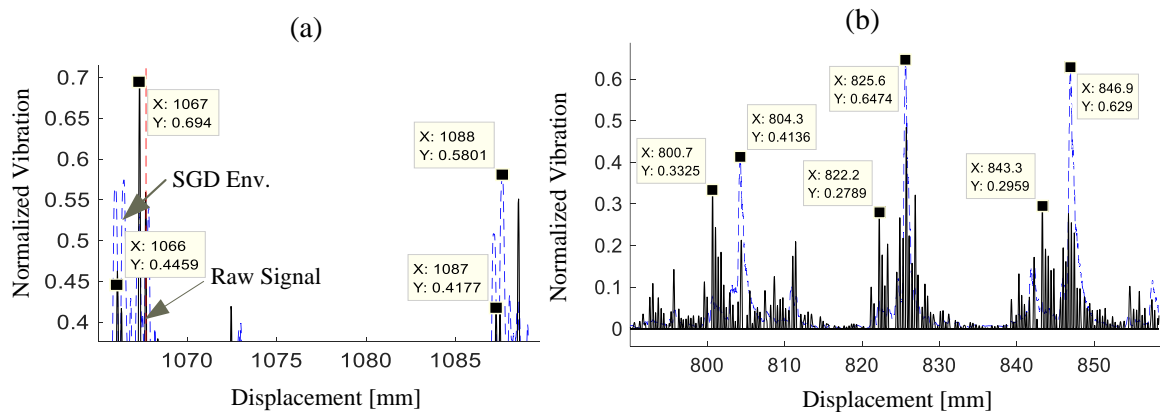 (a)
Normalized Vibration
0.7
0.65
0.6
0.55
0.5
0.45
0.4
X: 1067
Y: 0.694
SGD Env.
X: 1066
Y: 0.4459
Raw Signal
X: 1088
Y: 0.5801
X: 1087
Y: 0.4177
1070
1075
1080
1085
Displacement [mm]
(b)
Normalized Vibration
0.6
0.5
0.4
0.3
0.2
0.1
0
X: 800.7
Y: 0.3325
X: 804.3
Y: 0.4136
X: 825.6
Y: 0.6474
X: 822.2
Y: 0.2789
X: 846.9
Y: 0.629
X: 843.3
Y: 0.2959
800
810
820
830
840
850
Displacement [mm]